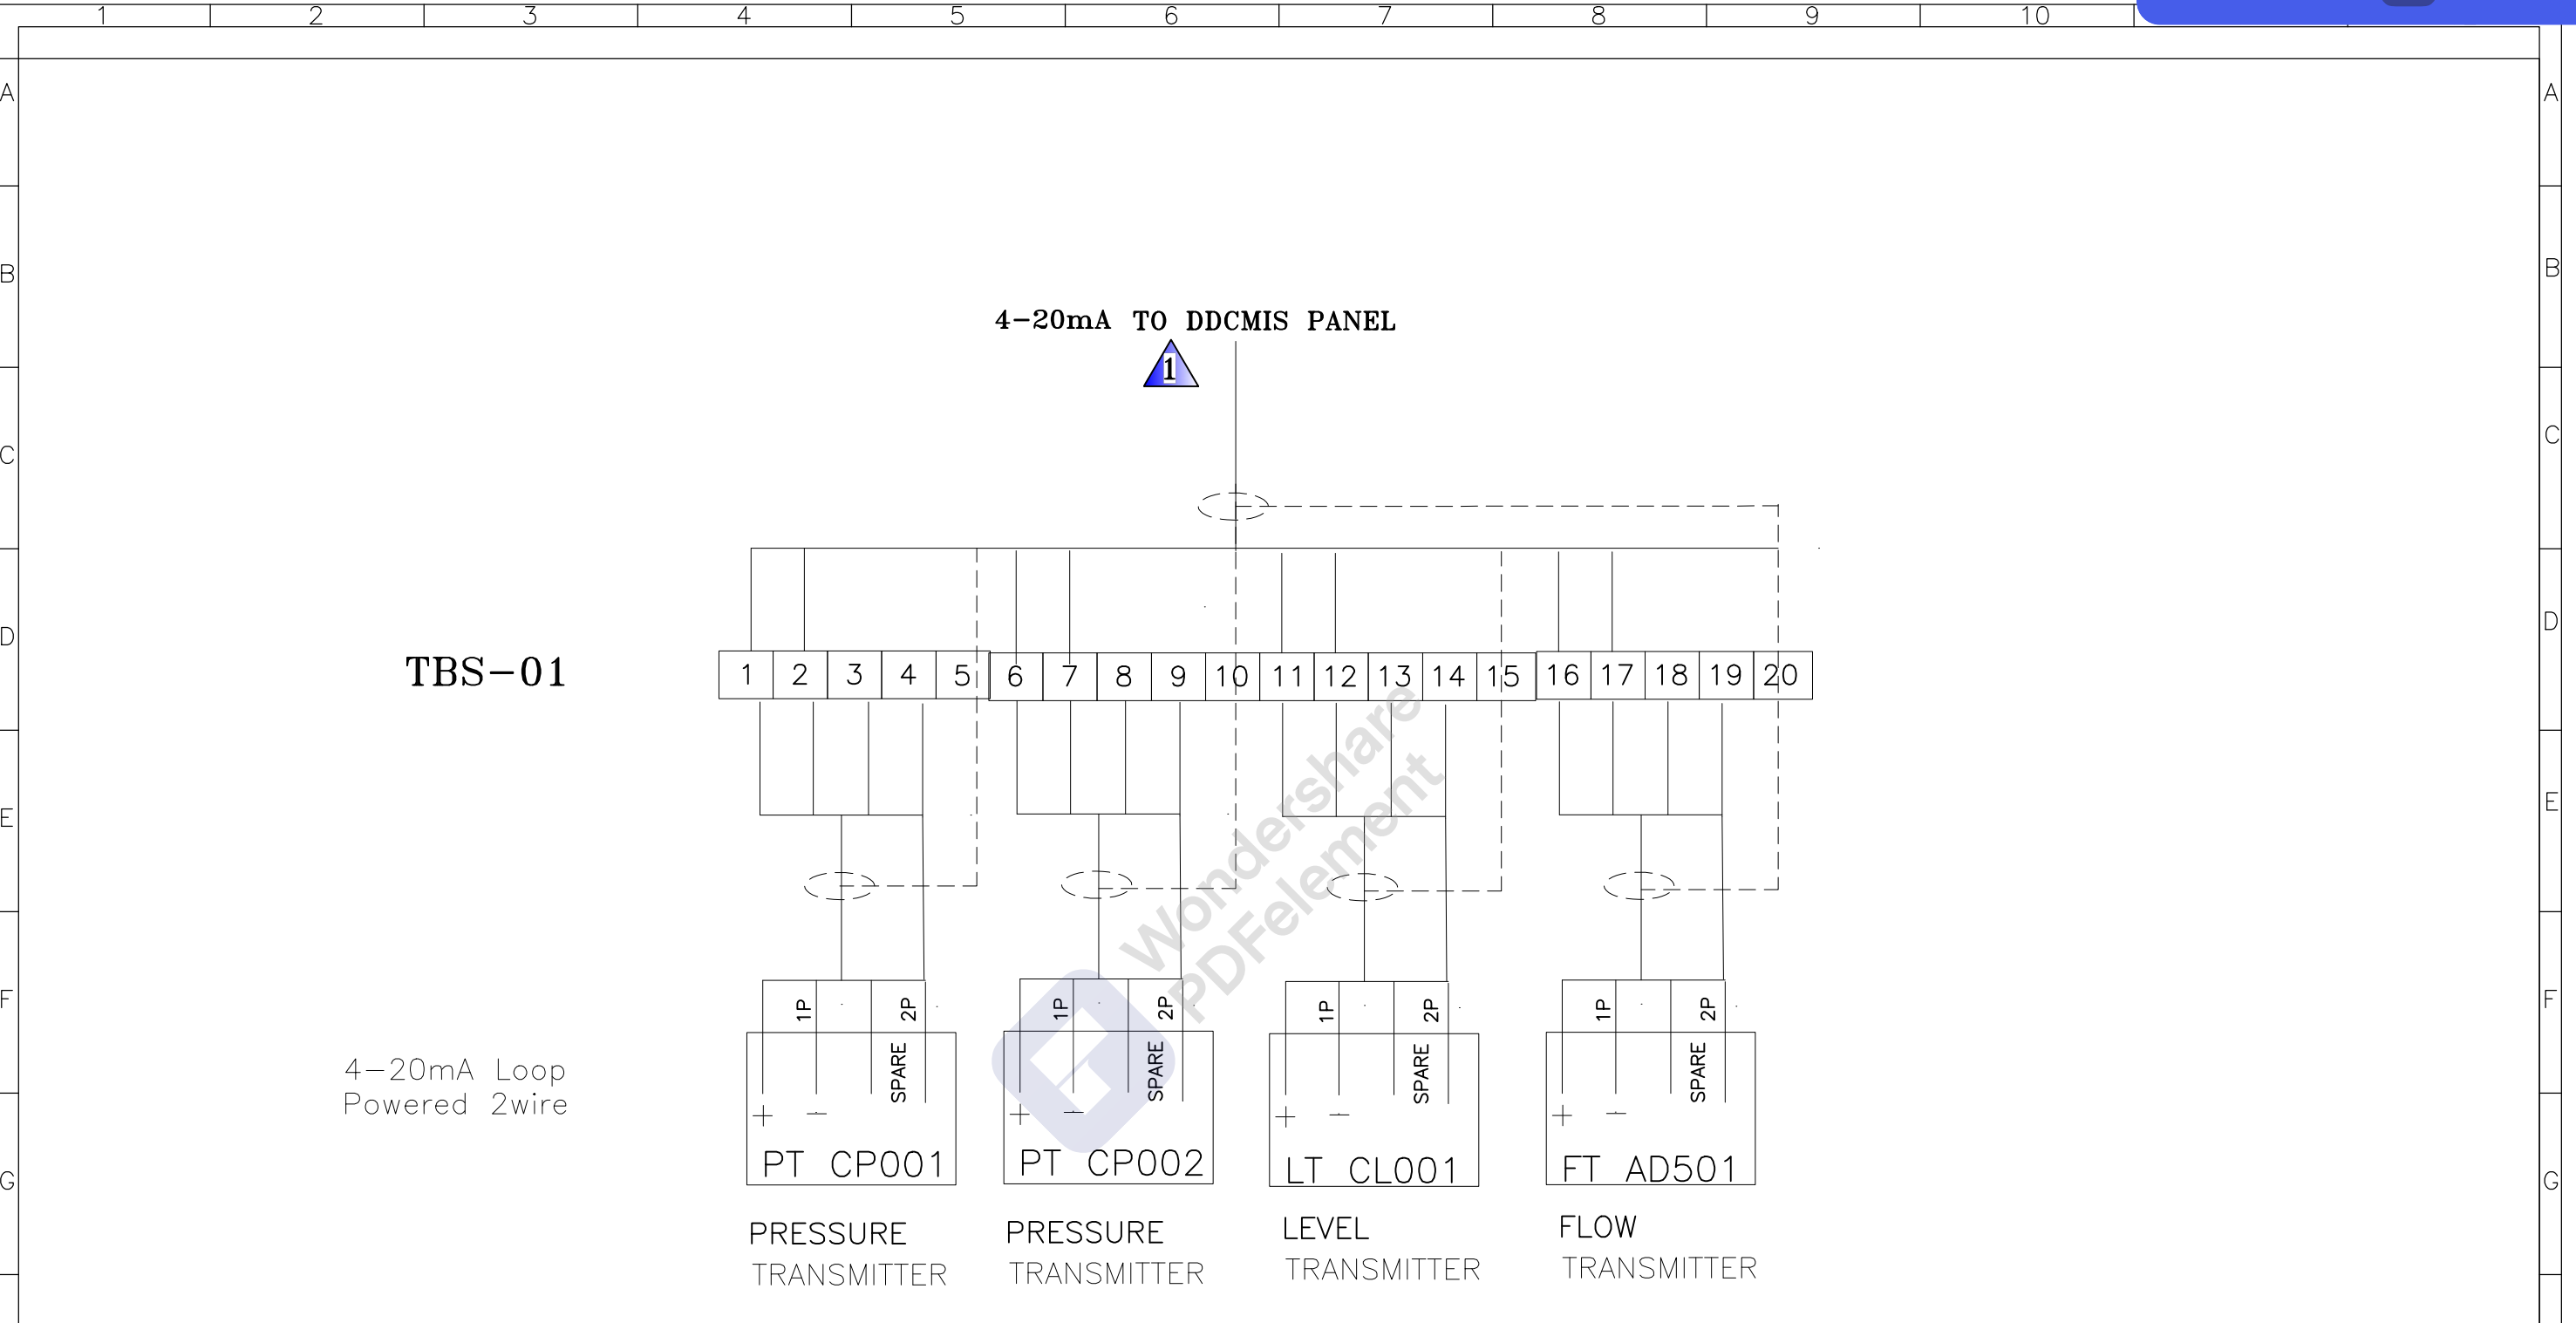 1 2 3 4 5 6 7 8 9 10
A A
B B
4-20mA TO DDCMIS PANEL
1
C C
D D
TBS-01
1 2 3 4 5 6 7 8 9 10 11 12 13 14 15 16 17 18 19 20
E E
Wondershare
PDFelement
F F
1P 2P 1P 2P 1P 2P 1P 2P
SPARE SPARE SPARE SPARE
4-20mA Loop
Powered 2wire
+ − + − + − + −
PT CP001 PT CP002 LT CL001 FT AD501
G G
PRESSURE PRESSURE LEVEL FLOW
TRANSMITTER TRANSMITTER TRANSMITTER TRANSMITTER